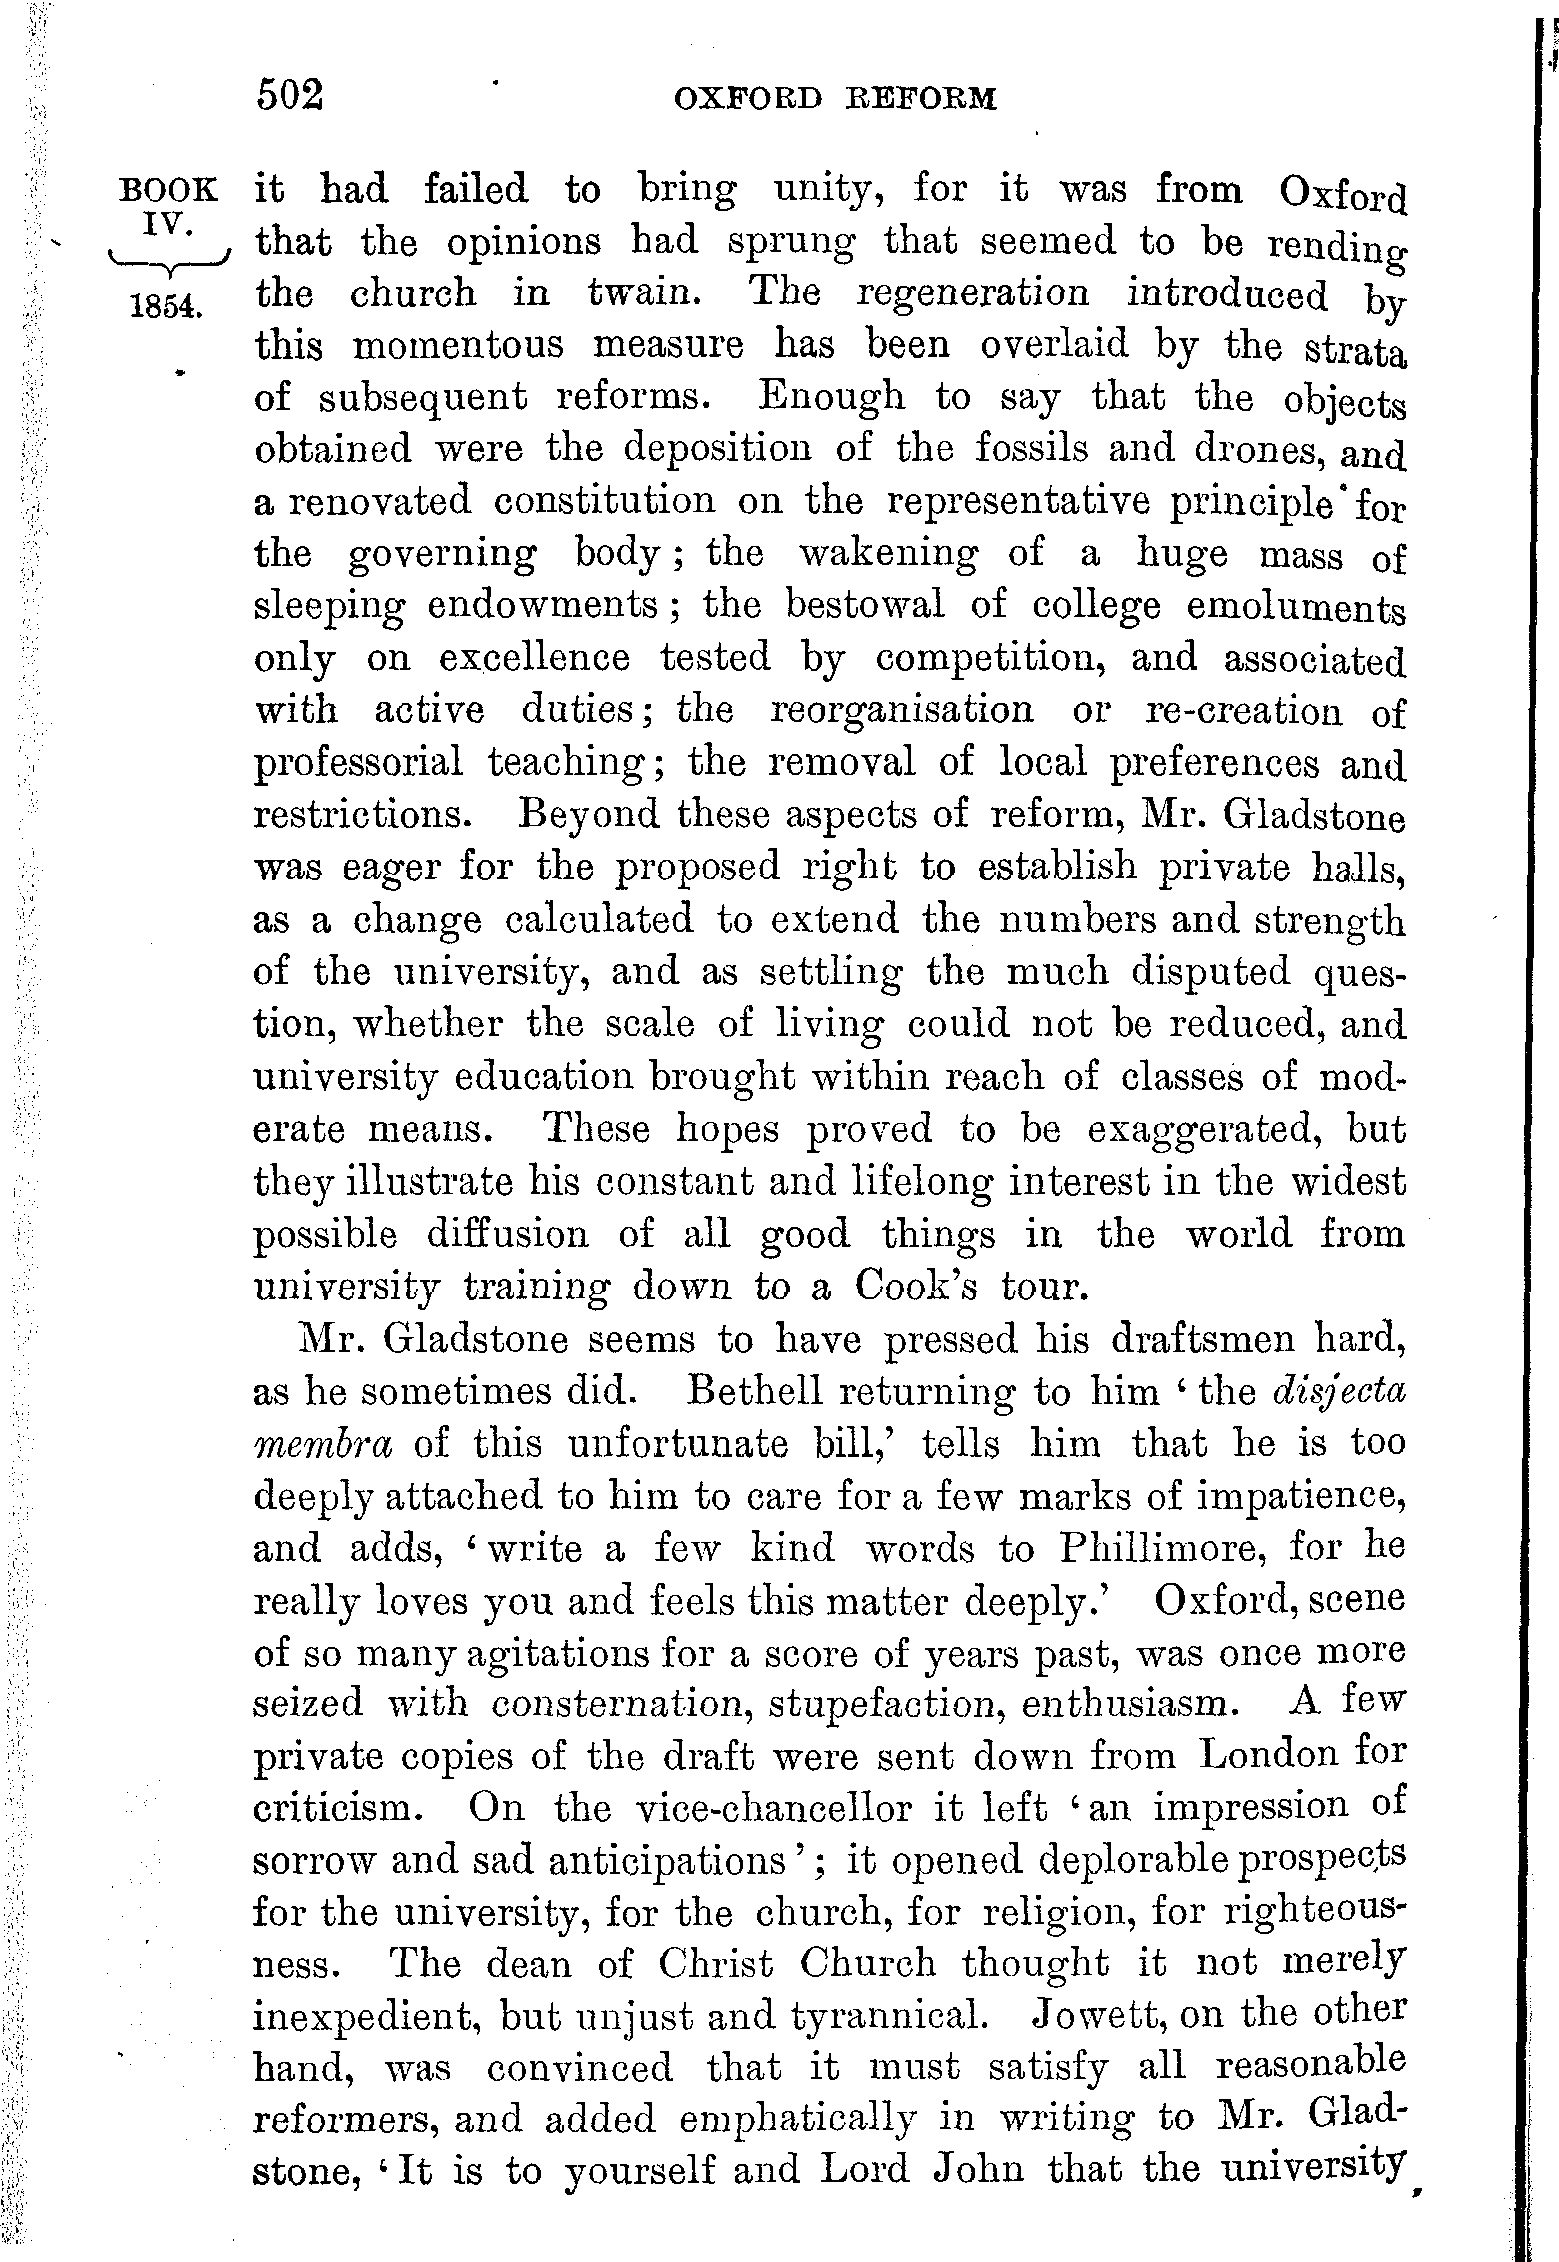 502 OXFORD REFORM
BOOK
IV.
1854.
it had failed to bring unity, for it was from Oxford
that the opinions had sprung that seemed to be rending
the church in twain. The regeneration introduced by
this momentous measure has been overlaid by the strata
of subsequent reforms. Enough to say that the objects
obtained were the deposition of the fossils and drones, and
a renovated constitution on the representative principle for
the governing body; the wakening of a huge mass of
sleeping endowments; the bestowal of college emoluments
only on excellence tested by competition, and associated
with active duties; the reorganisation or re-creation of
professorial teaching; the removal of local preferences and
restrictions. Beyond these aspects of reform, Mr. Gladstone
was eager for the proposed right to establish private halls,
as a change calculated to extend the numbers and strength
of the university, and as settling the much disputed ques-
tion, whether the scale of living could not be reduced, and
university education brought within reach of classes of mod-
erate means. These hopes proved to be exaggerated, but
they illustrate his constant and lifelong interest in the widest
possible diffusion of all good things in the world from
university training down to a Cook's tour.
Mr. Gladstone seems to have pressed his draftsmen hard,
as he sometimes did. Bethell returning to him ‘the disjecta
membra of this unfortunate bill,’ tells him that he is too
deeply attached to him to care for a few marks of impatience,
and adds, ‘write a few kind words to Phillimore, for he
really loves you and feels this matter deeply.’ Oxford, scene
of so many agitations for a score of years past, was once more
seized with consternation, stupefaction, enthusiasm. A few
private copies of the draft were sent down from London for
criticism. On the vice-chancellor it left ‘an impression of
sorrow and sad anticipations’; it opened deplorable prospects
for the university, for the church, for religion, for righteous-
ness. The dean of Christ Church thought it not merely
inexpedient, but unjust and tyrannical. Jowett, on the other
hand, was convinced that it must satisfy all reasonable
reformers, and added emphatically in writing to Mr. Glad-
stone, ‘It is to yourself and Lord John that the university